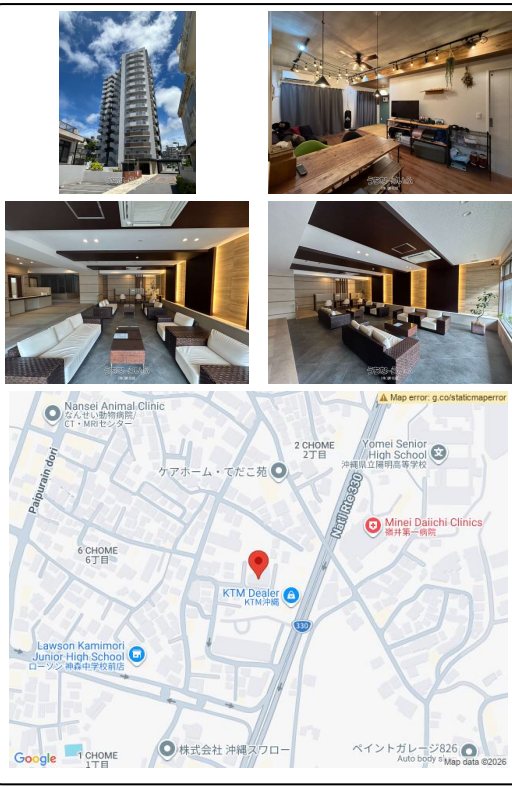 Map error: g.co/staticmaperror
Nansei Animal Clinic
なんせい動物病院/
CT・MRIセンター
2 CHOME
2丁目
Yomei Senior
High School
沖縄県立陽明高等学校
ケアホーム・てだこ苑
Paipurain dori
Nat'l Rte 330
Minei Daiichi Clinics
嶺井第一病院
6 CHOME
6丁目
KTM Dealer
KTM沖縄
330
Lawson Kamimori
Junior High School
ローソン 神森中学校前店
株式会社 沖縄スワロー
ペイントガレージ826
Auto body s
1 CHOME
1丁目
Google
Map data ©2026